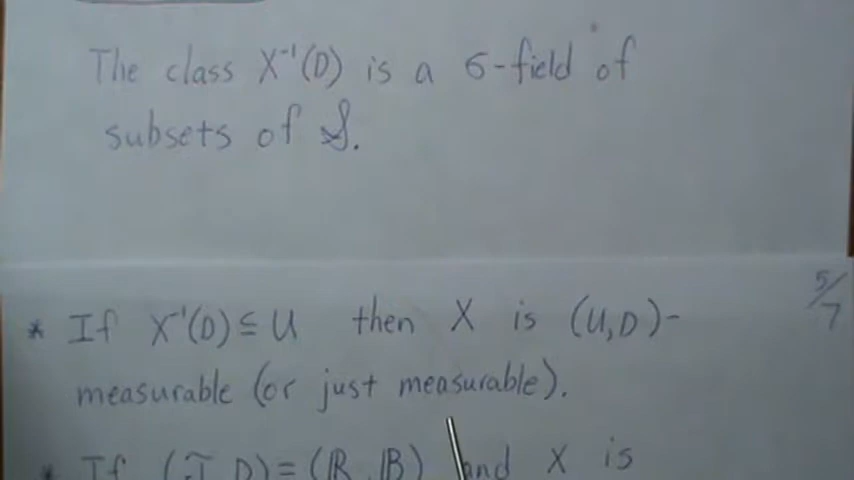 The class X⁻¹(D) is a σ-field of
subsets of 𝒮.
5/7
* If X⁻¹(D) ⊆ U then X is (U,D)-
measurable (or just measurable).
* If (J, D) = (ℝ, 𝔹) and X is